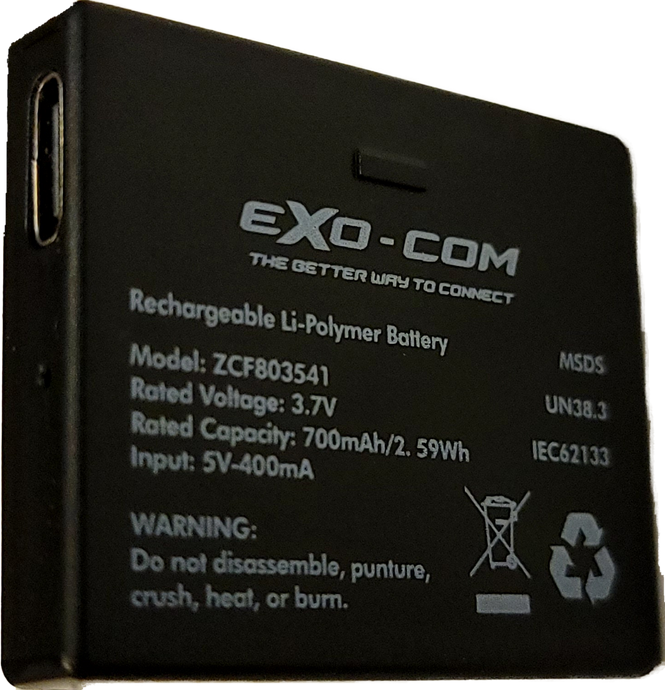 eXO-COM
THE BETTER WAY TO CONNECT
Rechargeable Li-Polymer Battery
Model: ZCF803541
Rated Voltage: 3.7V
Rated Capacity: 700mAh/2. 59Wh
Input: 5V-400mA
MSDS
UN38.3
IEC62133
WARNING:
Do not disassemble, punture,
crush, heat, or burn.